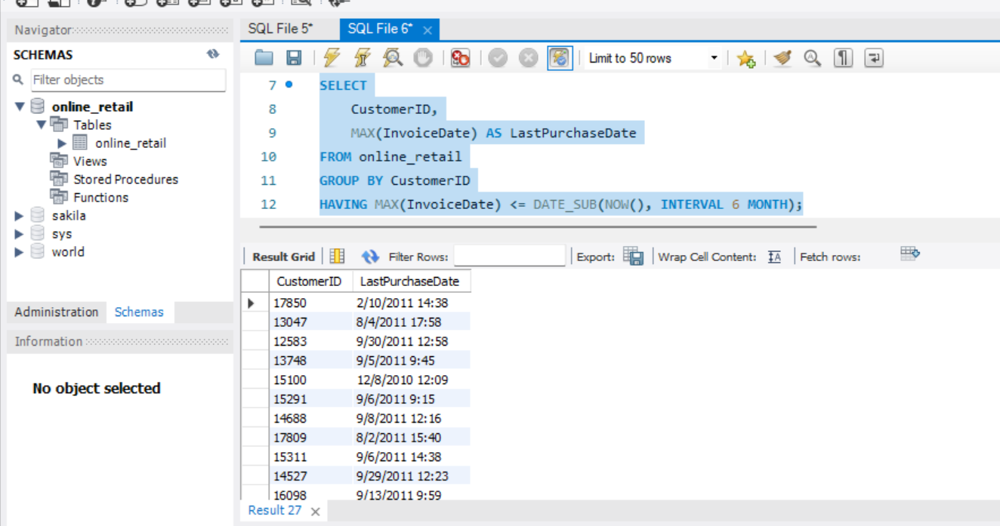 Navigator
SCHEMAS
Filter objects
online_retail
Tables
online_retail
Views
Stored Procedures
Functions
sakila
sys
world
Administration Schemas
Information
No object selected
SQL File 5* SQL File 6*
Limit to 50 rows
7 SELECT
8 CustomerID,
9 MAX(InvoiceDate) AS LastPurchaseDate
10 FROM online_retail
11 GROUP BY CustomerID
12 HAVING MAX(InvoiceDate) <= DATE_SUB(NOW(), INTERVAL 6 MONTH);
Result Grid Filter Rows: Export: Wrap Cell Content: Fetch rows:
CustomerID LastPurchaseDate
17850 2/10/2011 14:38
13047 8/4/2011 17:58
12583 9/30/2011 12:58
13748 9/5/2011 9:45
15100 12/8/2010 12:09
15291 9/6/2011 9:15
14688 9/8/2011 12:16
17809 8/2/2011 15:40
15311 9/6/2011 14:38
14527 9/29/2011 12:23
16098 9/13/2011 9:59
Result 27